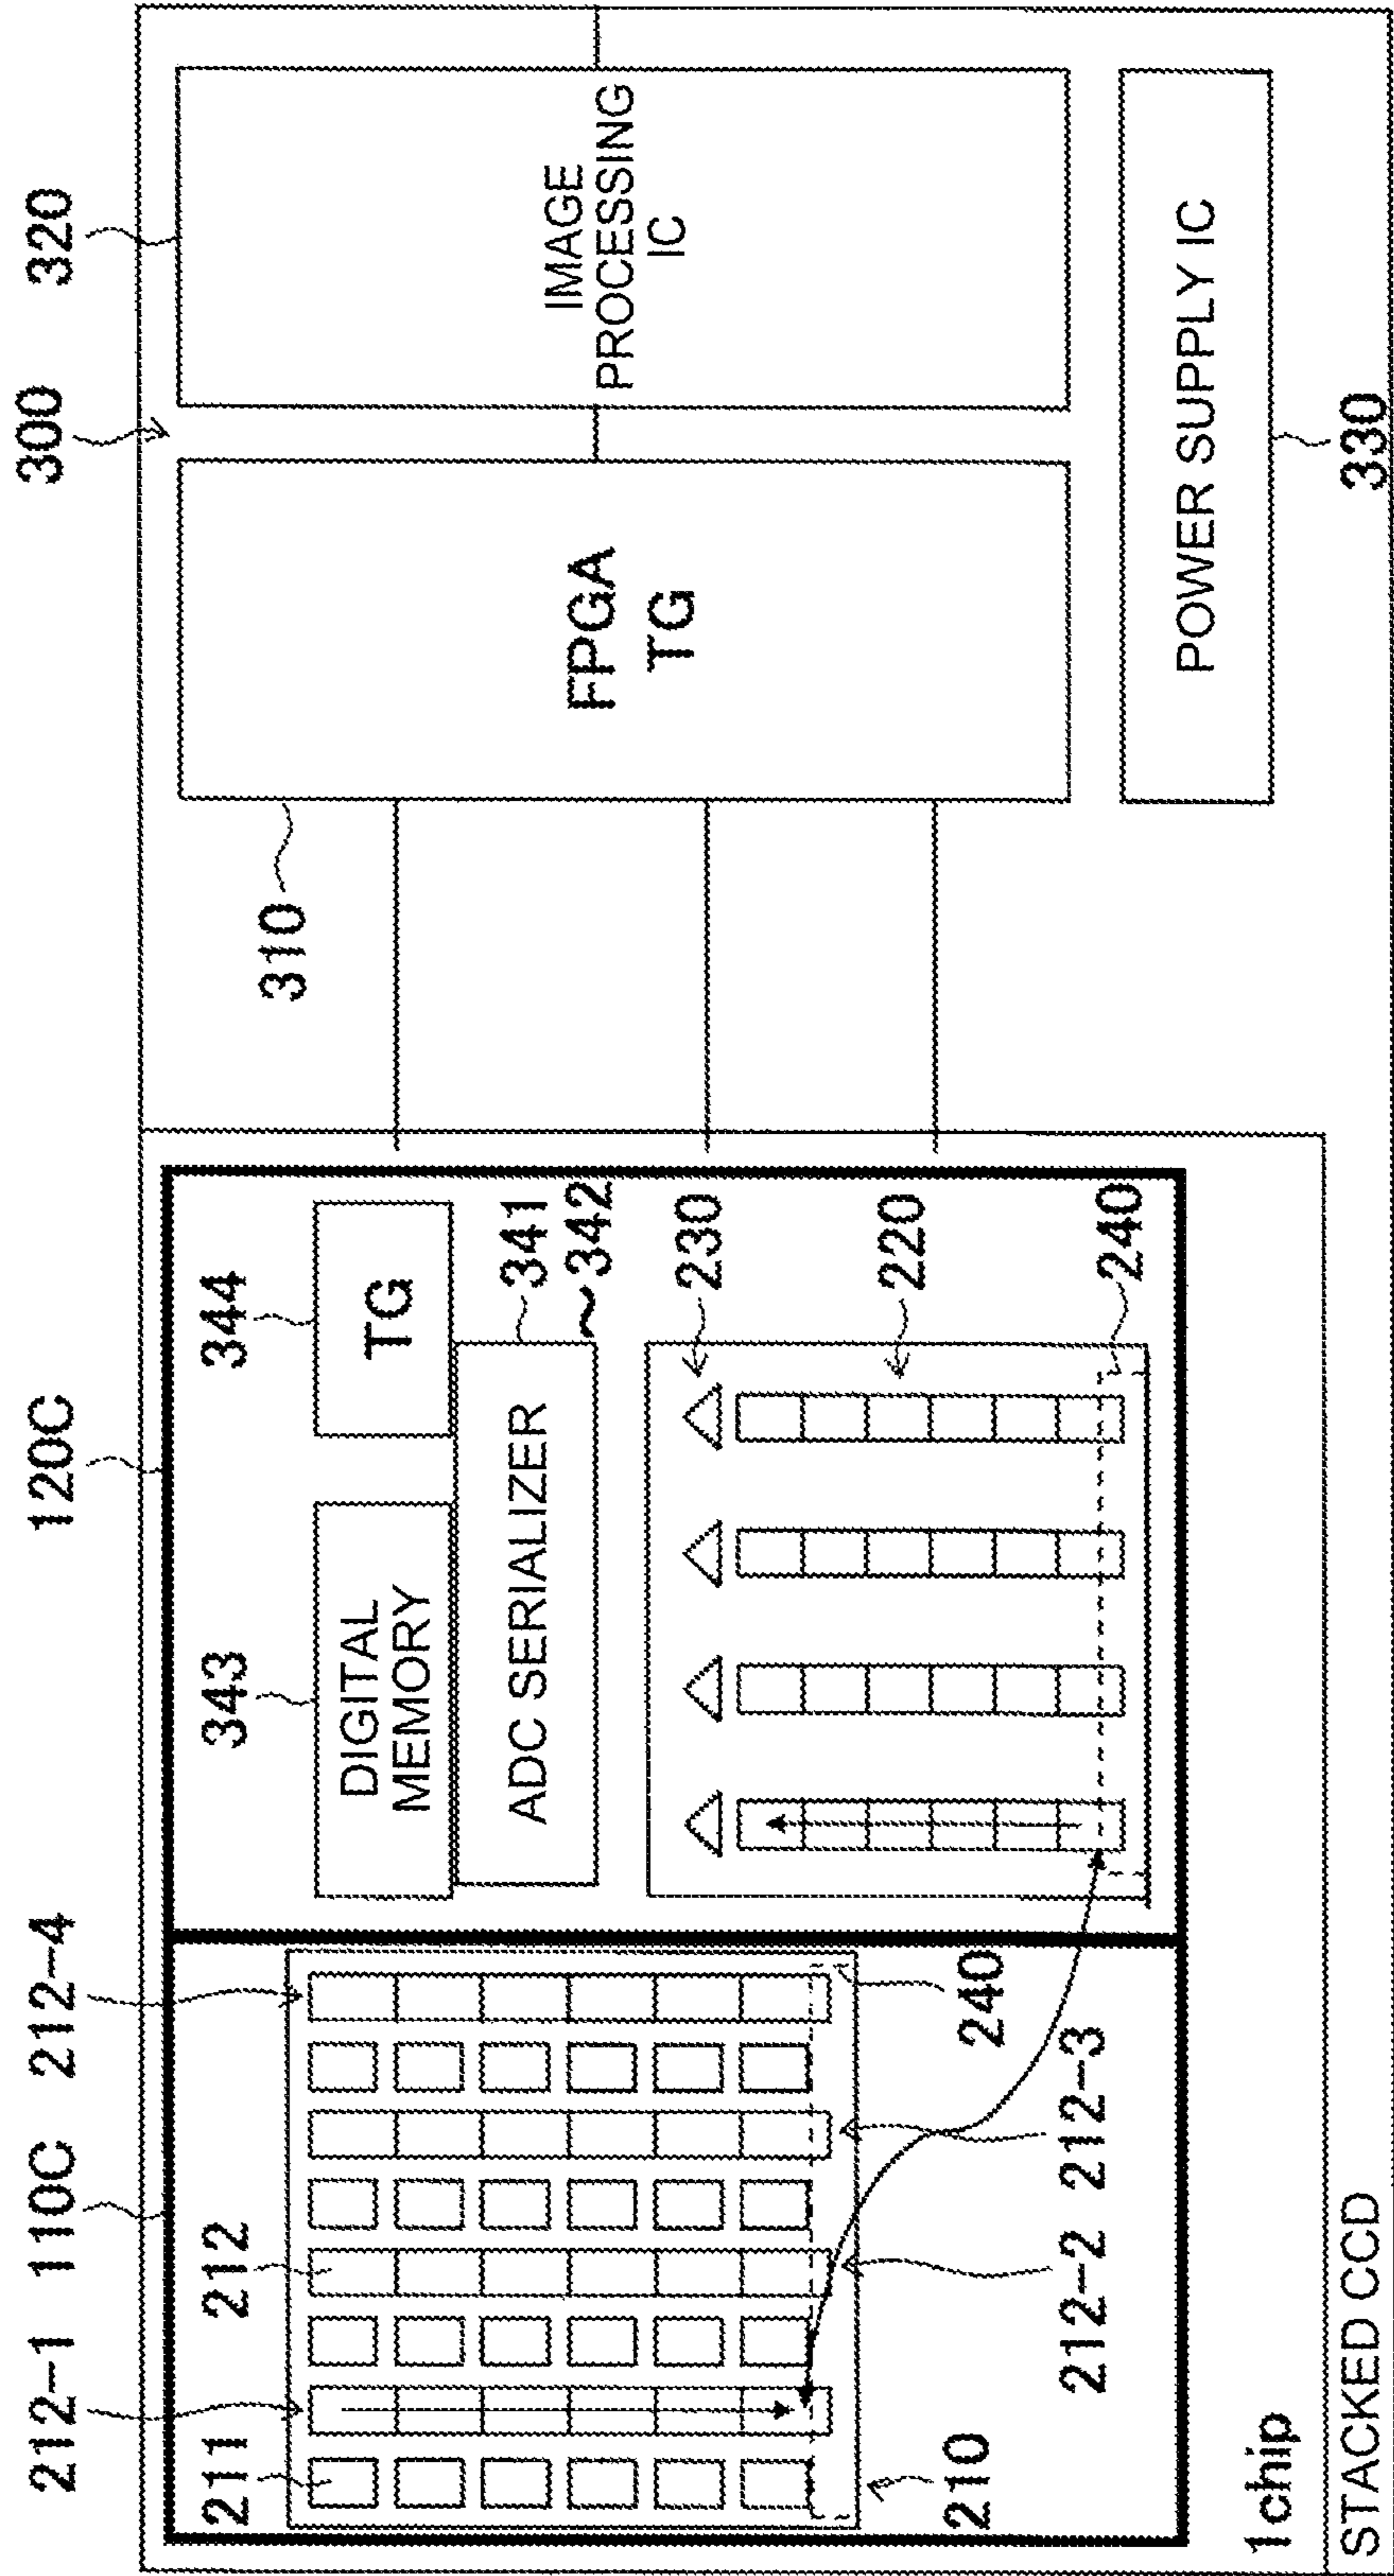 212-1
110C
212-4
120C
300
320
211
212
343
344
310
DIGITAL
MEMORY
TG
ADC SERIALIZER
341
~342
FPGA
TG
IMAGE
PROCESSING
IC
230
220
240
240
210
212-2
212-3
POWER SUPPLY IC
330
1chip
STACKED CCD